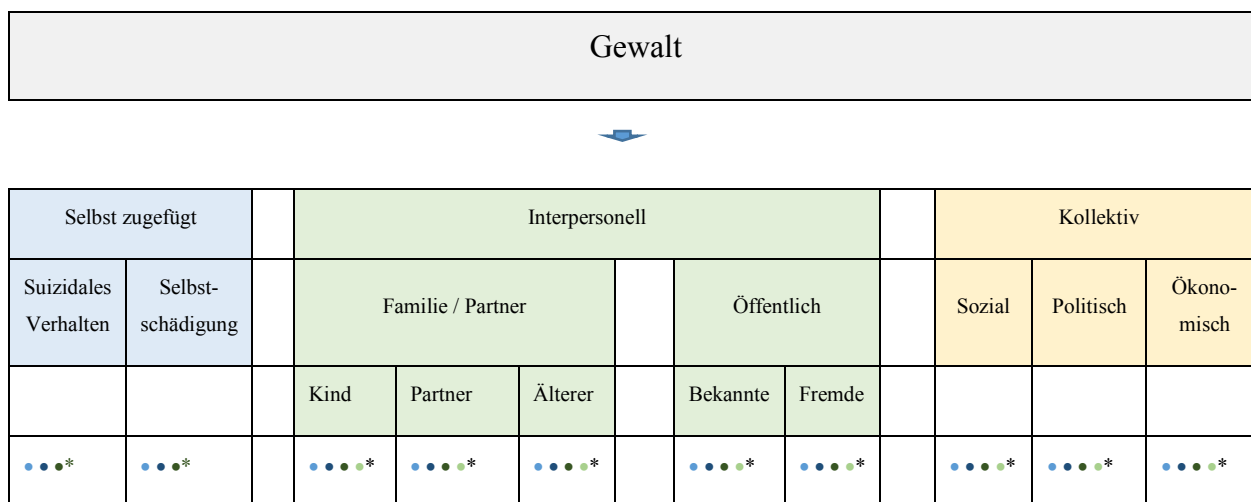 Gewalt
Selbst zugefügt Interpersonell Kollektiv
Suizidales Verhalten Selbst-schädigung Familie / Partner Öffentlich Sozial Politisch Ökono-misch
Kind Partner Älterer Bekannte Fremde
● ● ●* ● ● ●* ● ● ● ●* ● ● ● ●* ● ● ● ●* ● ● ● ●* ● ● ● ●* ● ● ● ●* ● ● ● ●* ● ● ● ●*